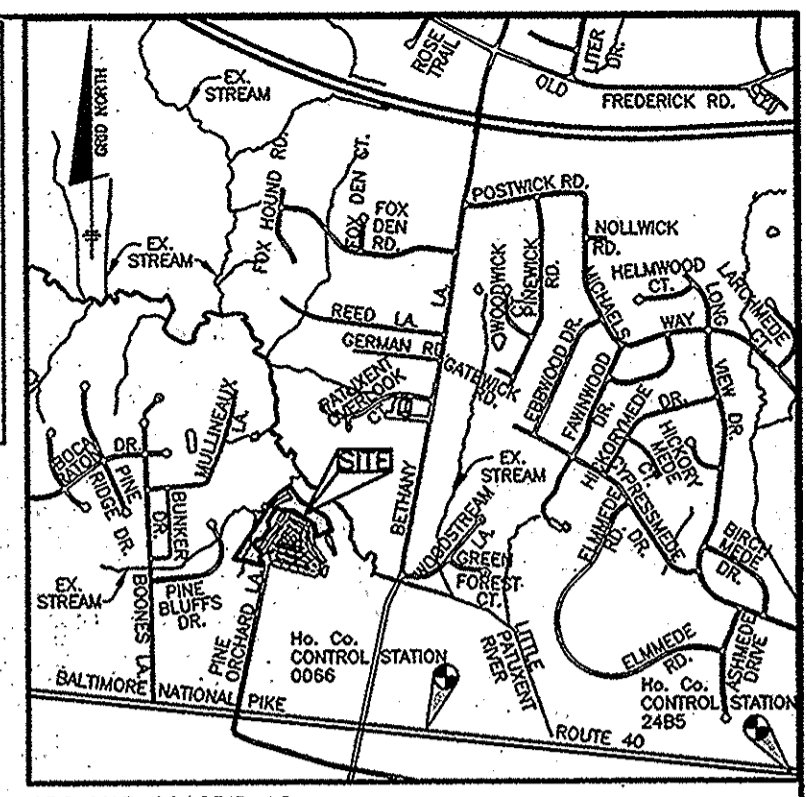 ROSE
TRAIL
LITER
DR.
OLD
FREDERICK RD.
EX.
STREAM
GRID NORTH
FOX HOUND RD.
FOX DEN CT.
FOX
DEN
RD.
POSTWICK RD.
NOLLWICK
RD.
EX.
STREAM
HELMWOOD
CT.
LARCHMEDE
CT.
WOODWICK
CT.
PINEWICK
RD.
MICHAELS
WAY
LONG
VIEW DR.
REED LA.
LA.
GERMAN RD.
GATEWICK
RD.
EBBWOOD DR.
FAWNWOOD
DR.
PATUXENT
OVERLOOK
CT.
HICKORYMEDE
DR.
HICKORY
MEDE
CT.
MULLINEAUX
LA.
BOCA
RATON
DR.
PINE
RIDGE DR.
SITE
BETHANY
EX.
STREAM
CYPRESSMEDE
DR.
BUNKER
DR.
WOODSTREAM
LA.
ELMMEDE
RD.
BIRCH
MEDE
DR.
GREEN
FOREST
CT.
EX.
STREAM
PINE
BLUFFS
DR.
BOONES LA.
PINE
ORCHARD LA.
Ho. Co.
CONTROL STATION
0066
LITTLE
PATUXENT
RIVER
ELMMEDE
RD.
ASHMEDE
DRIVE
Ho. Co.
CONTROL STATION
24B5
BALTIMORE NATIONAL PIKE
ROUTE 40